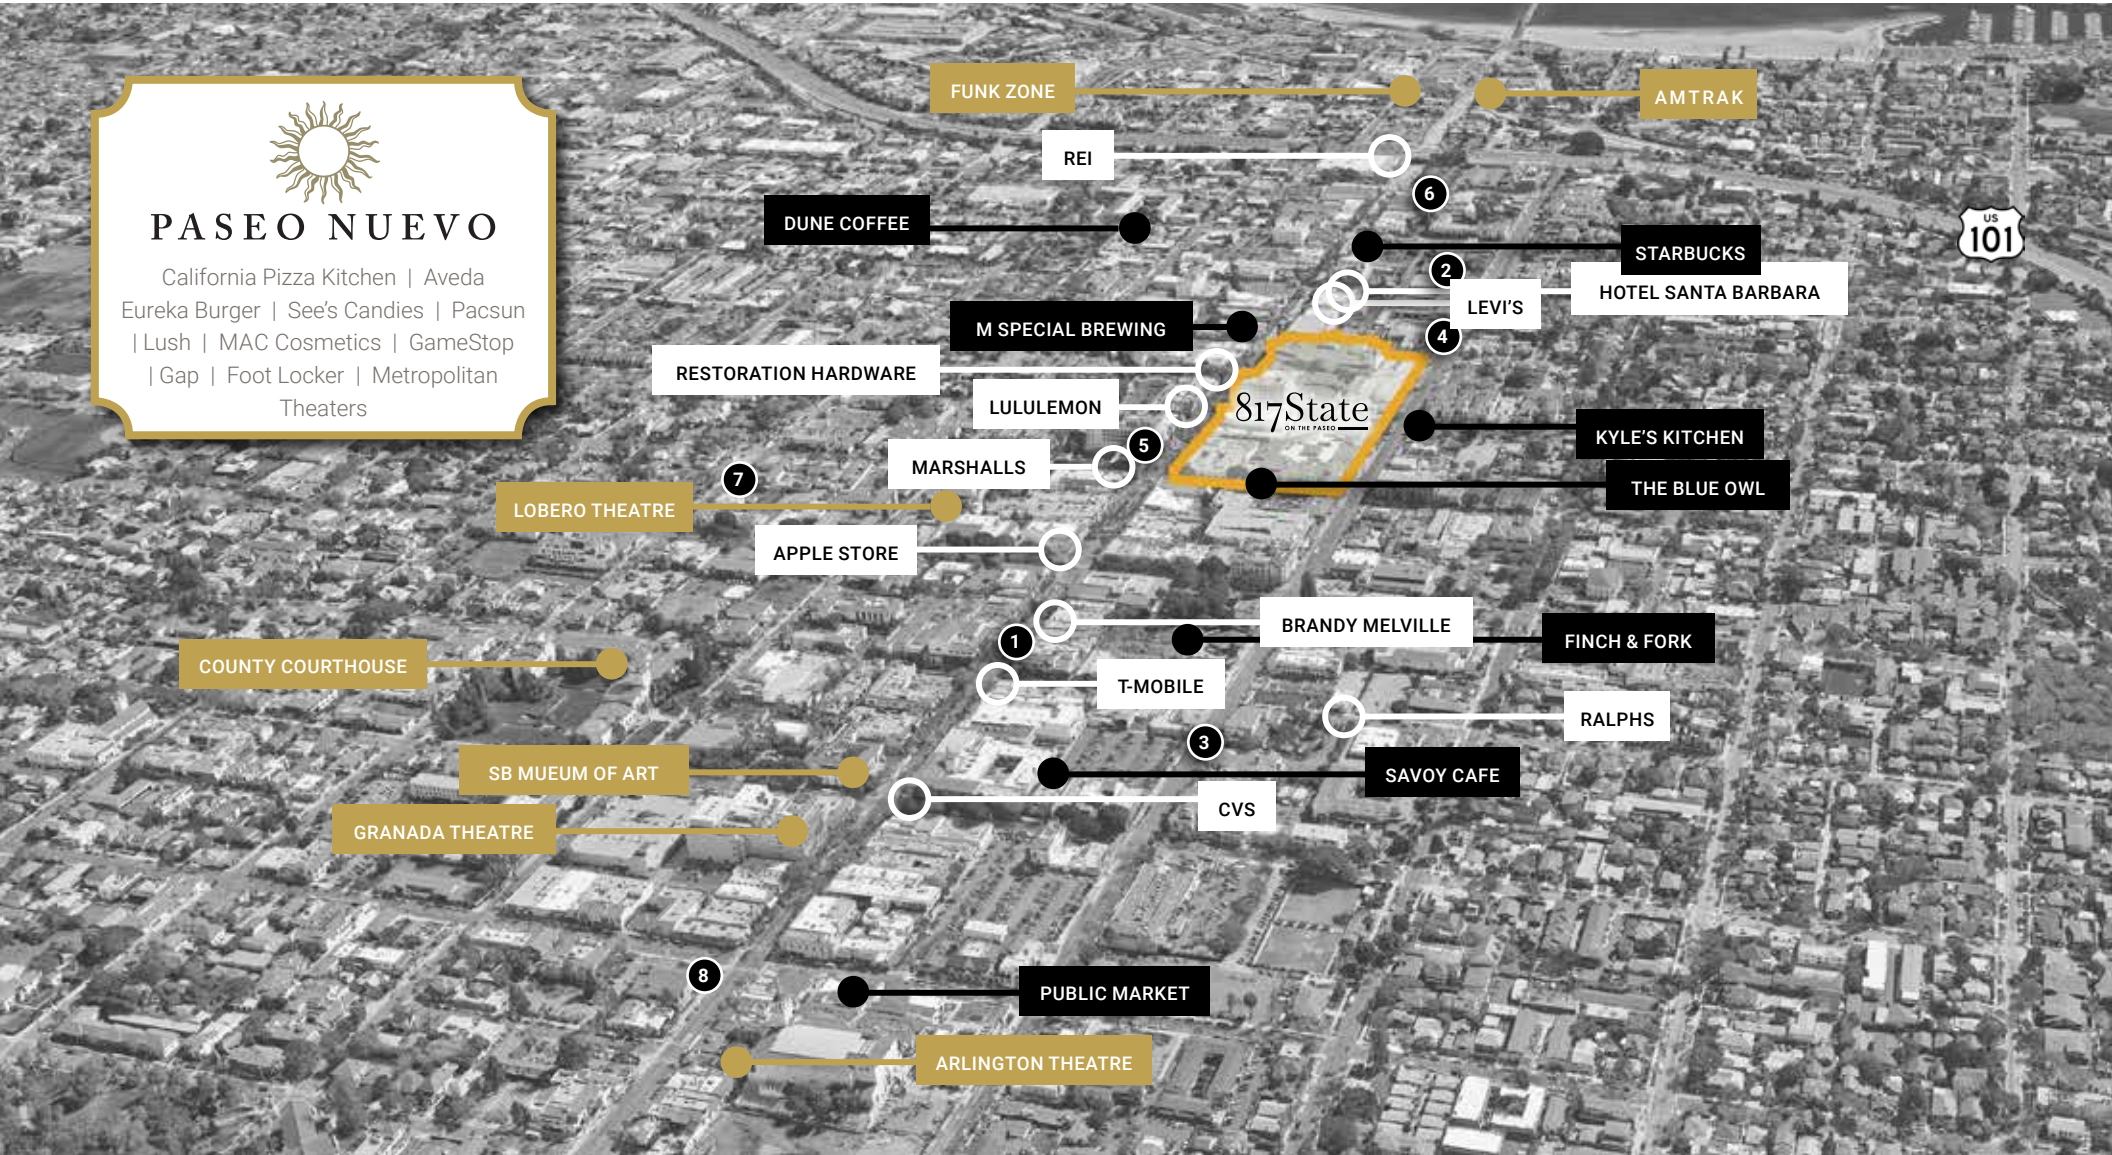 FUNK ZONE
AMTRAK
REI
6
DUNE COFFEE
US
101
STARBUCKS
2
HOTEL SANTA BARBARA
LEVI'S
PASEO NUEVO
California Pizza Kitchen | Aveda
Eureka Burger | See's Candies | Pacsun
| Lush | MAC Cosmetics | GameStop
| Gap | Foot Locker | Metropolitan
Theaters
M SPECIAL BREWING
4
RESTORATION HARDWARE
LULULEMON
817State
ON THE PASEO
KYLE'S KITCHEN
5
MARSHALLS
7
THE BLUE OWL
LOBERO THEATRE
APPLE STORE
BRANDY MELVILLE
1
FINCH & FORK
COUNTY COURTHOUSE
T-MOBILE
RALPHS
3
SB MUEUM OF ART
SAVOY CAFE
CVS
GRANADA THEATRE
8
PUBLIC MARKET
ARLINGTON THEATRE